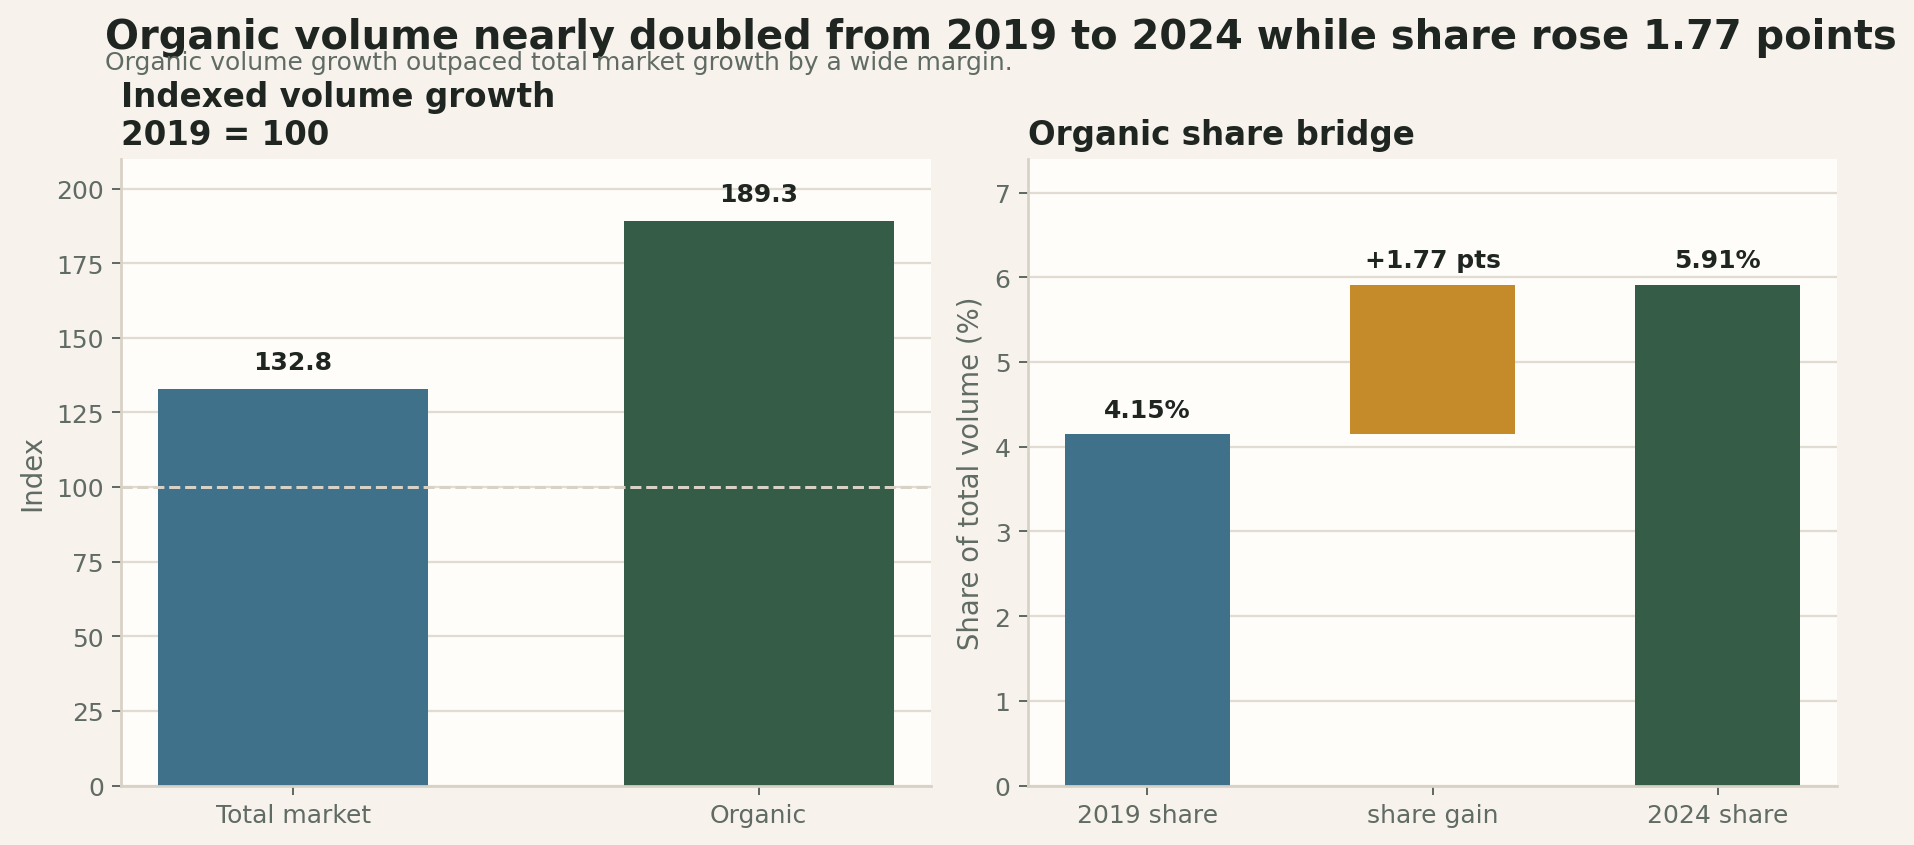 Organic volume nearly doubled from 2019 to 2024 while share rose 1.77 points
Organic volume growth outpaced total market growth by a wide margin.
Indexed volume growth
2019 = 100
200
175
150
125
100
75
50
25
0
Index
132.8
189.3
Total market
Organic
Organic share bridge
7
6
5
4
3
2
1
0
Share of total volume (%)
4.15%
+1.77 pts
5.91%
2019 share
share gain
2024 share